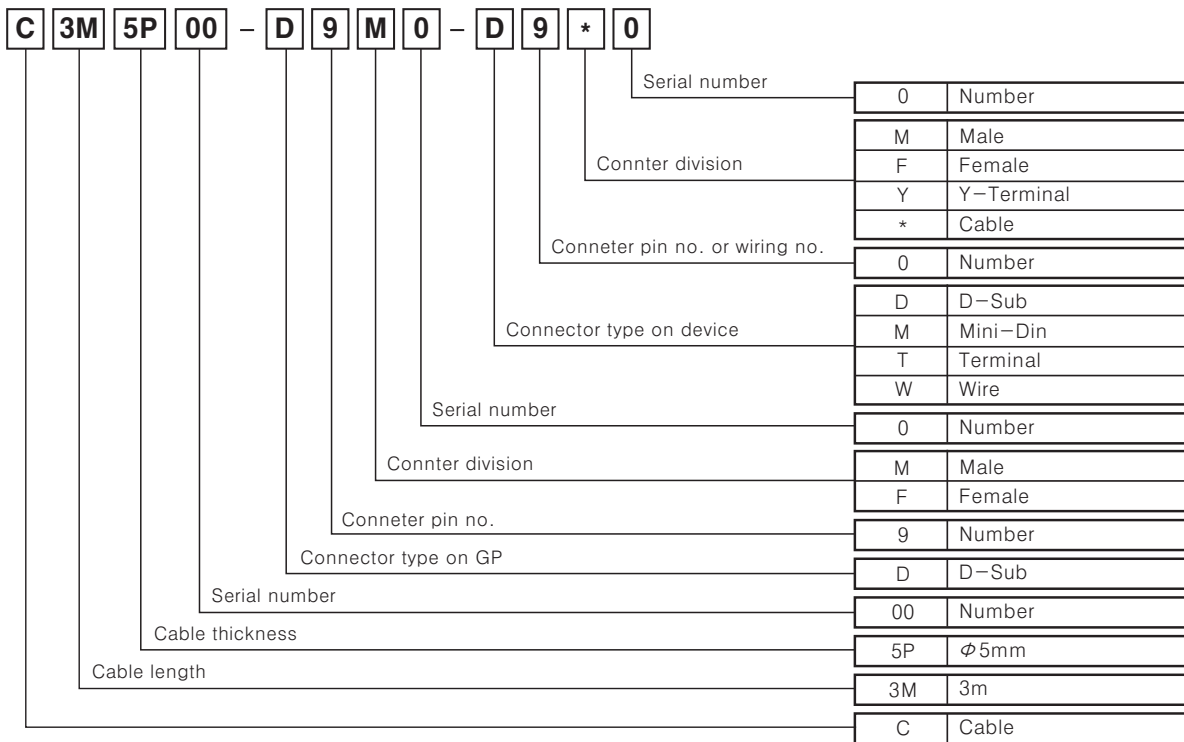 C 3M 5P 00 – D 9 M 0 – D 9 * 0
Serial number
0 Number
M Male
Connter division
F Female
Y Y-Terminal
* Cable
Conneter pin no. or wiring no.
0 Number
D D-Sub
Connector type on device
M Mini-Din
T Terminal
W Wire
Serial number
0 Number
Connter division
M Male
F Female
Conneter pin no.
9 Number
Connector type on GP
D D-Sub
Serial number
00 Number
Cable thickness
5P Φ5mm
Cable length
3M 3m
C Cable